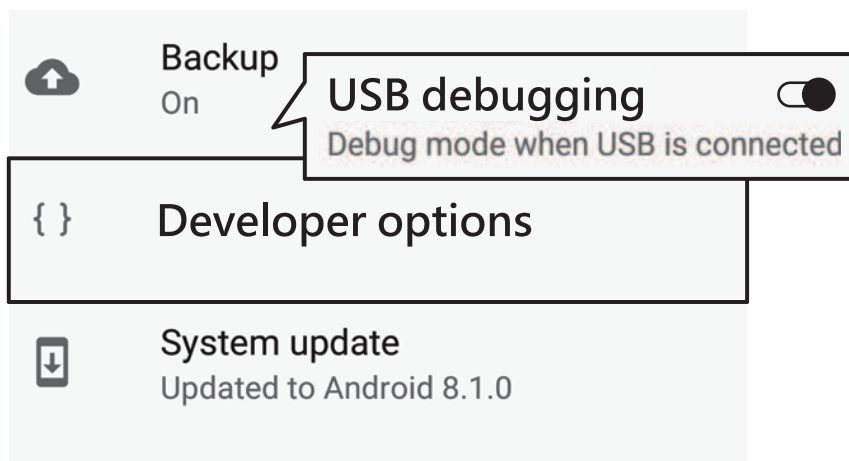 Backup
On
USB debugging
Debug mode when USB is connected
{ } Developer options
System update
Updated to Android 8.1.0